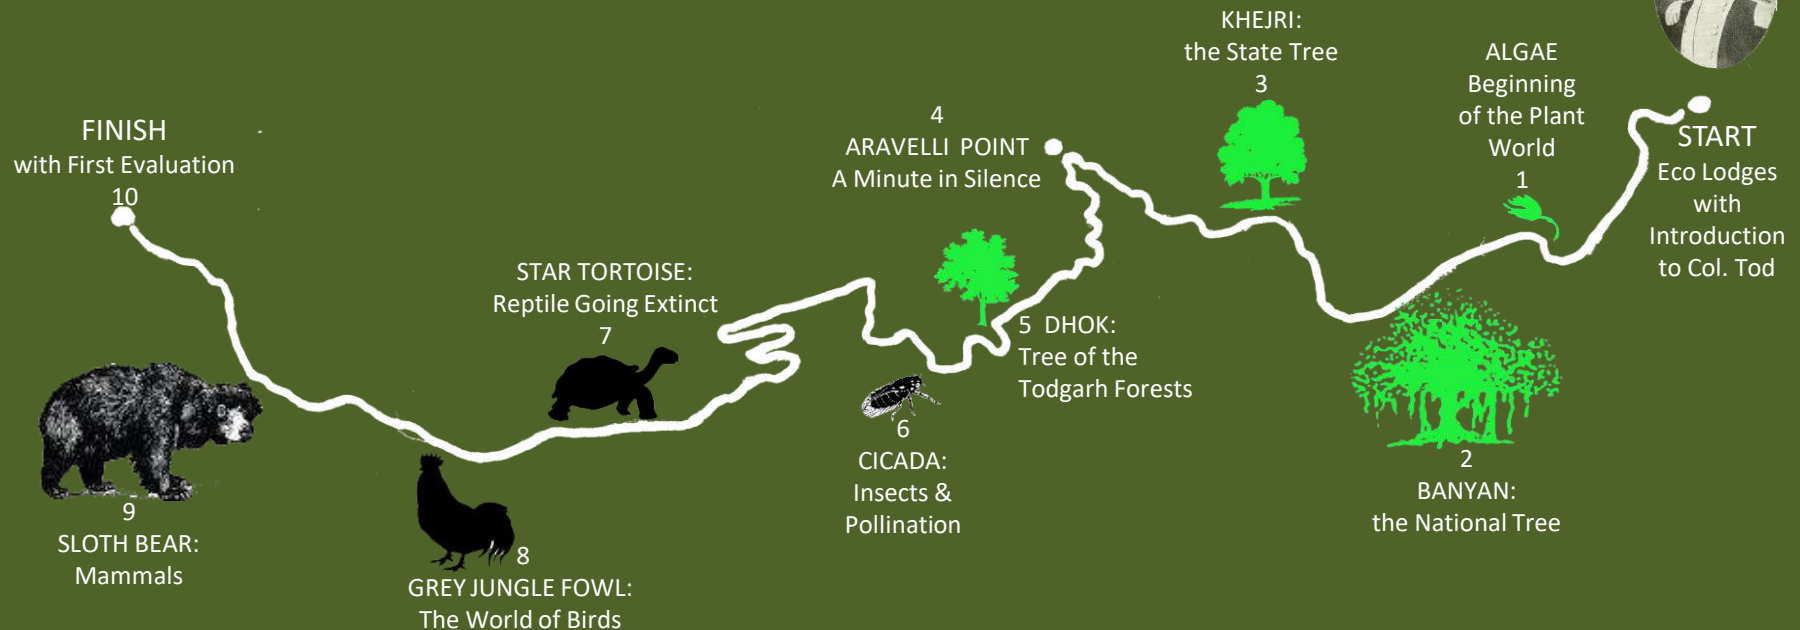 START
Eco Lodges
with
Introduction
to Col. Tod
ALGAE
Beginning
of the Plant
World
1
2
BANYAN:
the National Tree
KHEJRI:
the State Tree
3
4
ARAVELLI POINT
A Minute in Silence
5 DHOK:
Tree of the
Todgarh Forests
6
CICADA:
Insects &
Pollination
STAR TORTOISE:
Reptile Going Extinct
7
8
GREY JUNGLE FOWL:
The World of Birds
9
SLOTH BEAR:
Mammals
FINISH
with First Evaluation
10